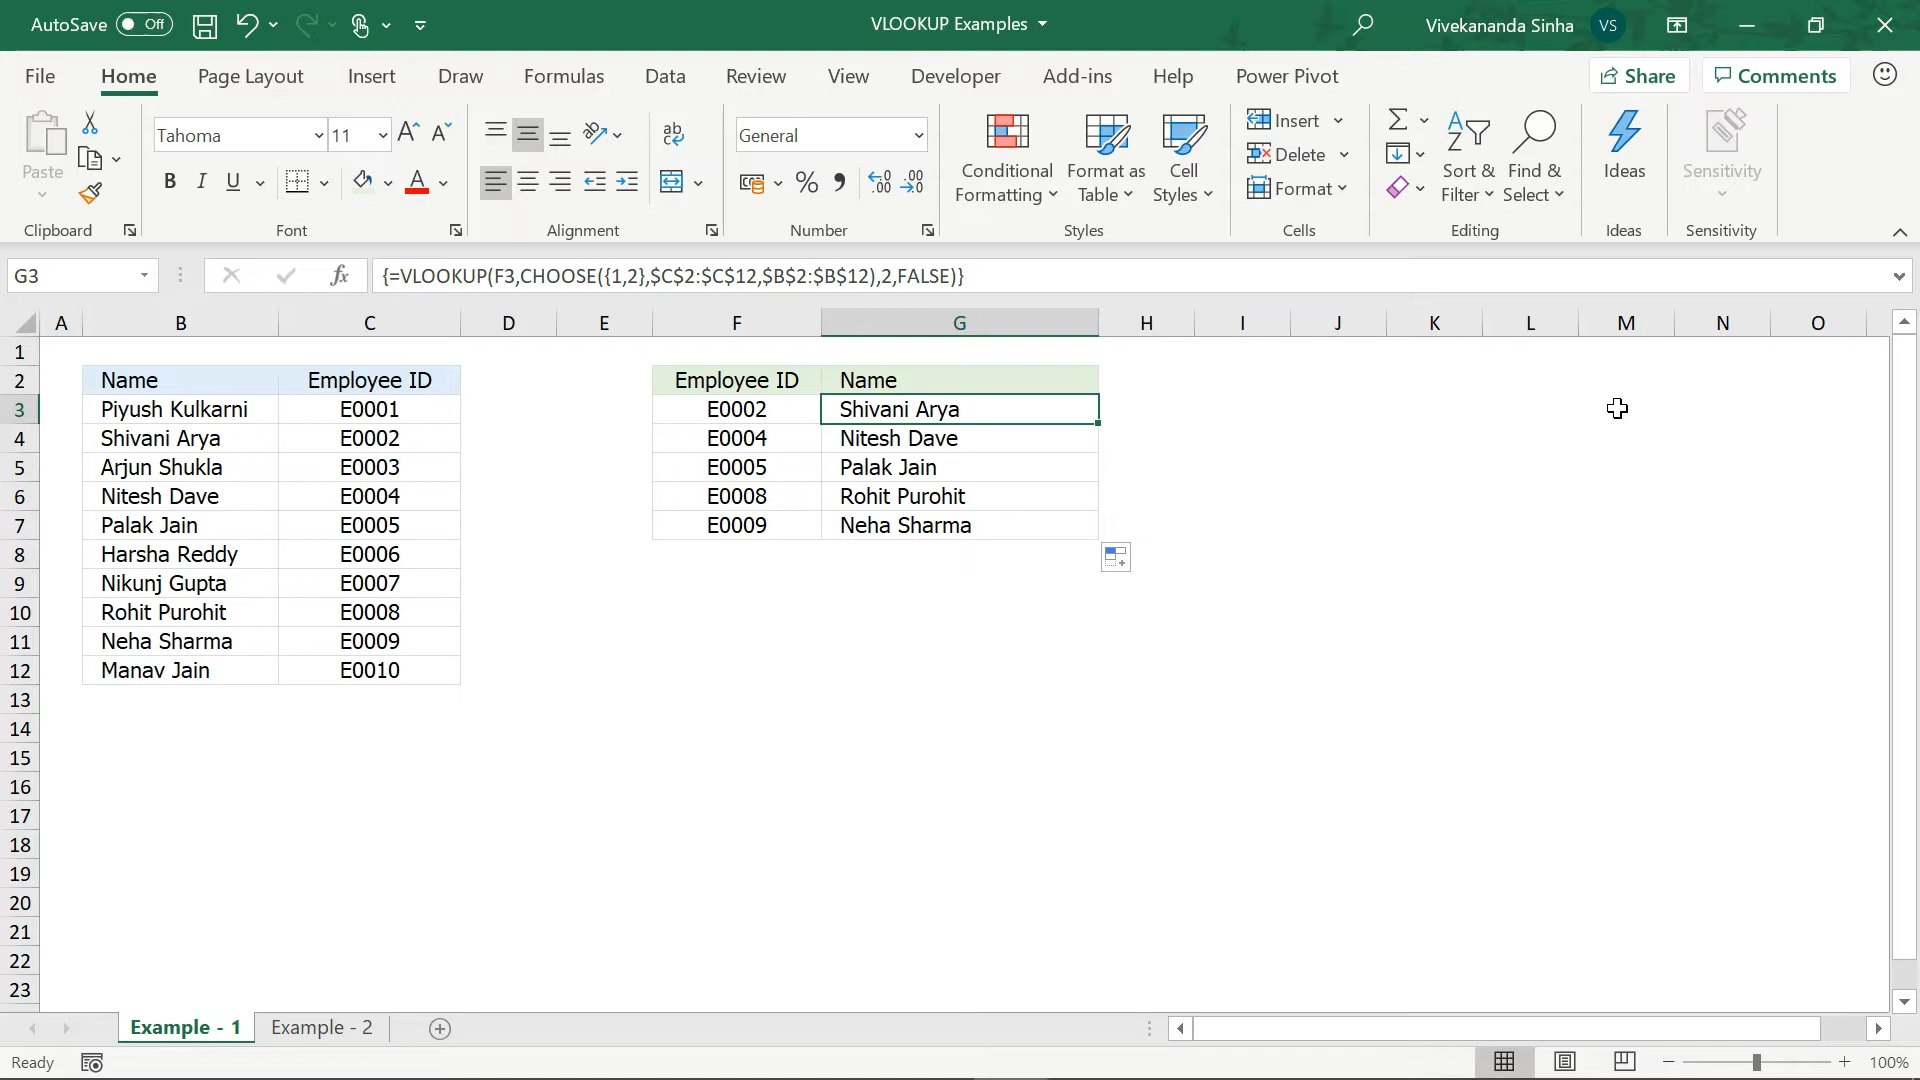 AutoSave Off VLOOKUP Examples Vivekananda Sinha VS
File Home Page Layout Insert Draw Formulas Data Review View Developer Add-ins Help Power Pivot Share Comments
Paste
Tahoma 11 A A
B I U A
ab
General
% .00
Conditional Formatting
Format as Table
Cell Styles
Insert
Delete
Format
Sort & Filter
Find & Select
Ideas
Sensitivity
Clipboard Font Alignment Number Styles Cells Editing Ideas Sensitivity
G3 fx {=VLOOKUP(F3,CHOOSE({1,2},$C$2:$C$12,$B$2:$B$12),2,FALSE)}
A B C D E F G H I J K L M N O
1
2 Name Employee ID Employee ID Name
3 Piyush Kulkarni E0001 E0002 Shivani Arya
4 Shivani Arya E0002 E0004 Nitesh Dave
5 Arjun Shukla E0003 E0005 Palak Jain
6 Nitesh Dave E0004 E0008 Rohit Purohit
7 Palak Jain E0005 E0009 Neha Sharma
8 Harsha Reddy E0006
9 Nikunj Gupta E0007
10 Rohit Purohit E0008
11 Neha Sharma E0009
12 Manav Jain E0010
13
14
15
16
17
18
19
20
21
22
23
Example - 1 Example - 2
Ready 100%